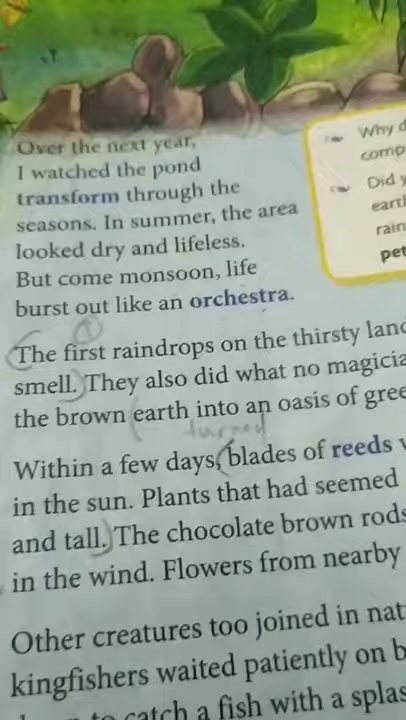 Over the next year,
I watched the pond
transform through the
seasons. In summer, the area
looked dry and lifeless.
But come monsoon, life
burst out like an orchestra.
Why
comp
Did
earth
rain
pet
The first raindrops on the thirsty land
smell. They also did what no magicia
the brown earth into an oasis of gree
turned
Within a few days, blades of reeds
in the sun. Plants that had seemed
and tall. The chocolate brown rods
in the wind. Flowers from nearby
Other creatures too joined in nat
kingfishers waited patiently on b
to catch a fish with a splas